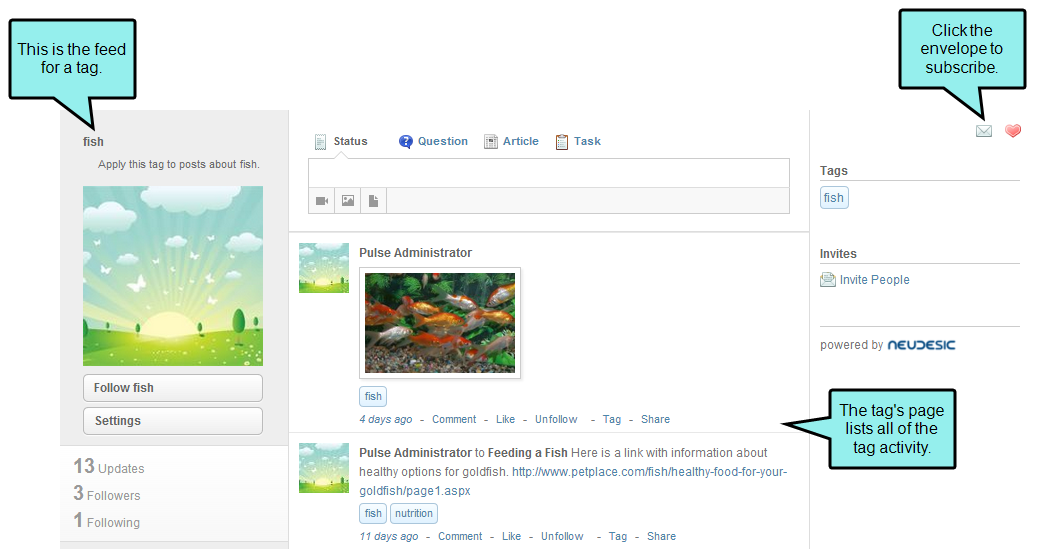 This is the feed
for a tag.
Click the
envelope to
subscribe.
fish
Apply this tag to posts about fish.
Follow fish
Settings
13 Updates
3 Followers
1 Following
Status
Question
Article
Task
Pulse Administrator
fish
4 days ago - Comment - Like - Unfollow - Tag - Share
Pulse Administrator to Feeding a Fish Here is a link with information about
healthy options for goldfish. http://www.petplace.com/fish/healthy-food-for-your-
goldfish/page1.aspx
fish nutrition
11 days ago - Comment - Like - Unfollow - Tag - Share
Tags
fish
Invites
Invite People
powered by NEUDESIC
The tag's page
lists all of the
tag activity.